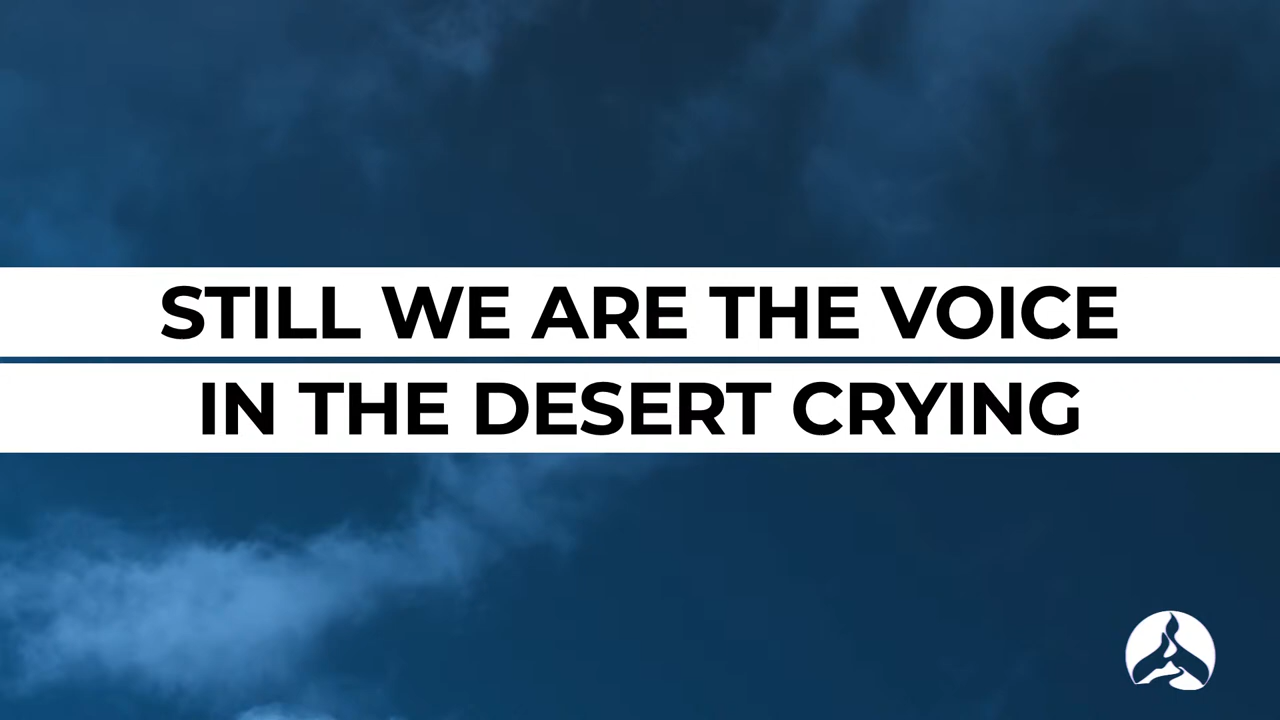 STILL WE ARE THE VOICE
IN THE DESERT CRYING